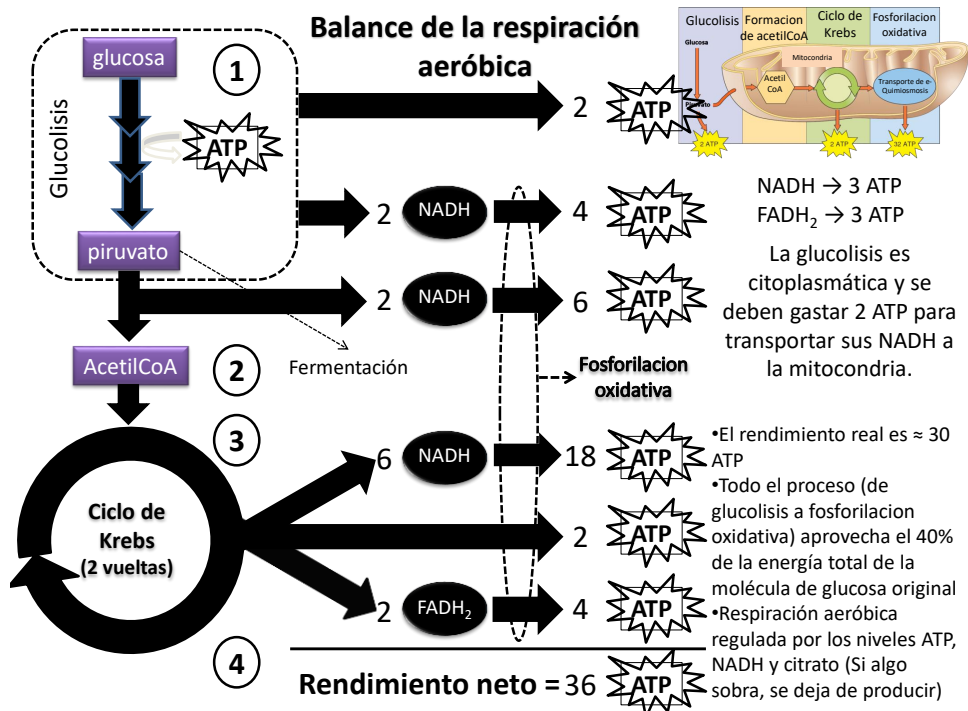 Balance de la respiración
aeróbica
Glucolisis
glucosa
1
ATP
piruvato
2 ATP
2 NADH 4 ATP
2 NADH 6 ATP
Fermentación
AcetilCoA
2
Fosforilacion
oxidativa
3
Ciclo de
Krebs
(2 vueltas)
6 NADH 18 ATP
2 ATP
2 FADH₂ 4 ATP
4
Rendimiento neto = 36 ATP
Glucolisis
Formacion
de acetilCoA
Ciclo de
Krebs
Fosforilacion
oxidativa
Glucosa
Mitocondria
Acetil
CoA
Transporte de e-
Quimiosmosis
2 ATP
2 ATP
32 ATP
NADH → 3 ATP
FADH₂ → 3 ATP
La glucolisis es
citoplasmática y se
deben gastar 2 ATP para
transportar sus NADH a
la mitocondria.
•El rendimiento real es ≈ 30
ATP
•Todo el proceso (de
glucolisis a fosforilacion
oxidativa) aprovecha el 40%
de la energía total de la
molécula de glucosa original
•Respiración aeróbica
regulada por los niveles ATP,
NADH y citrato (Si algo
sobra, se deja de producir)